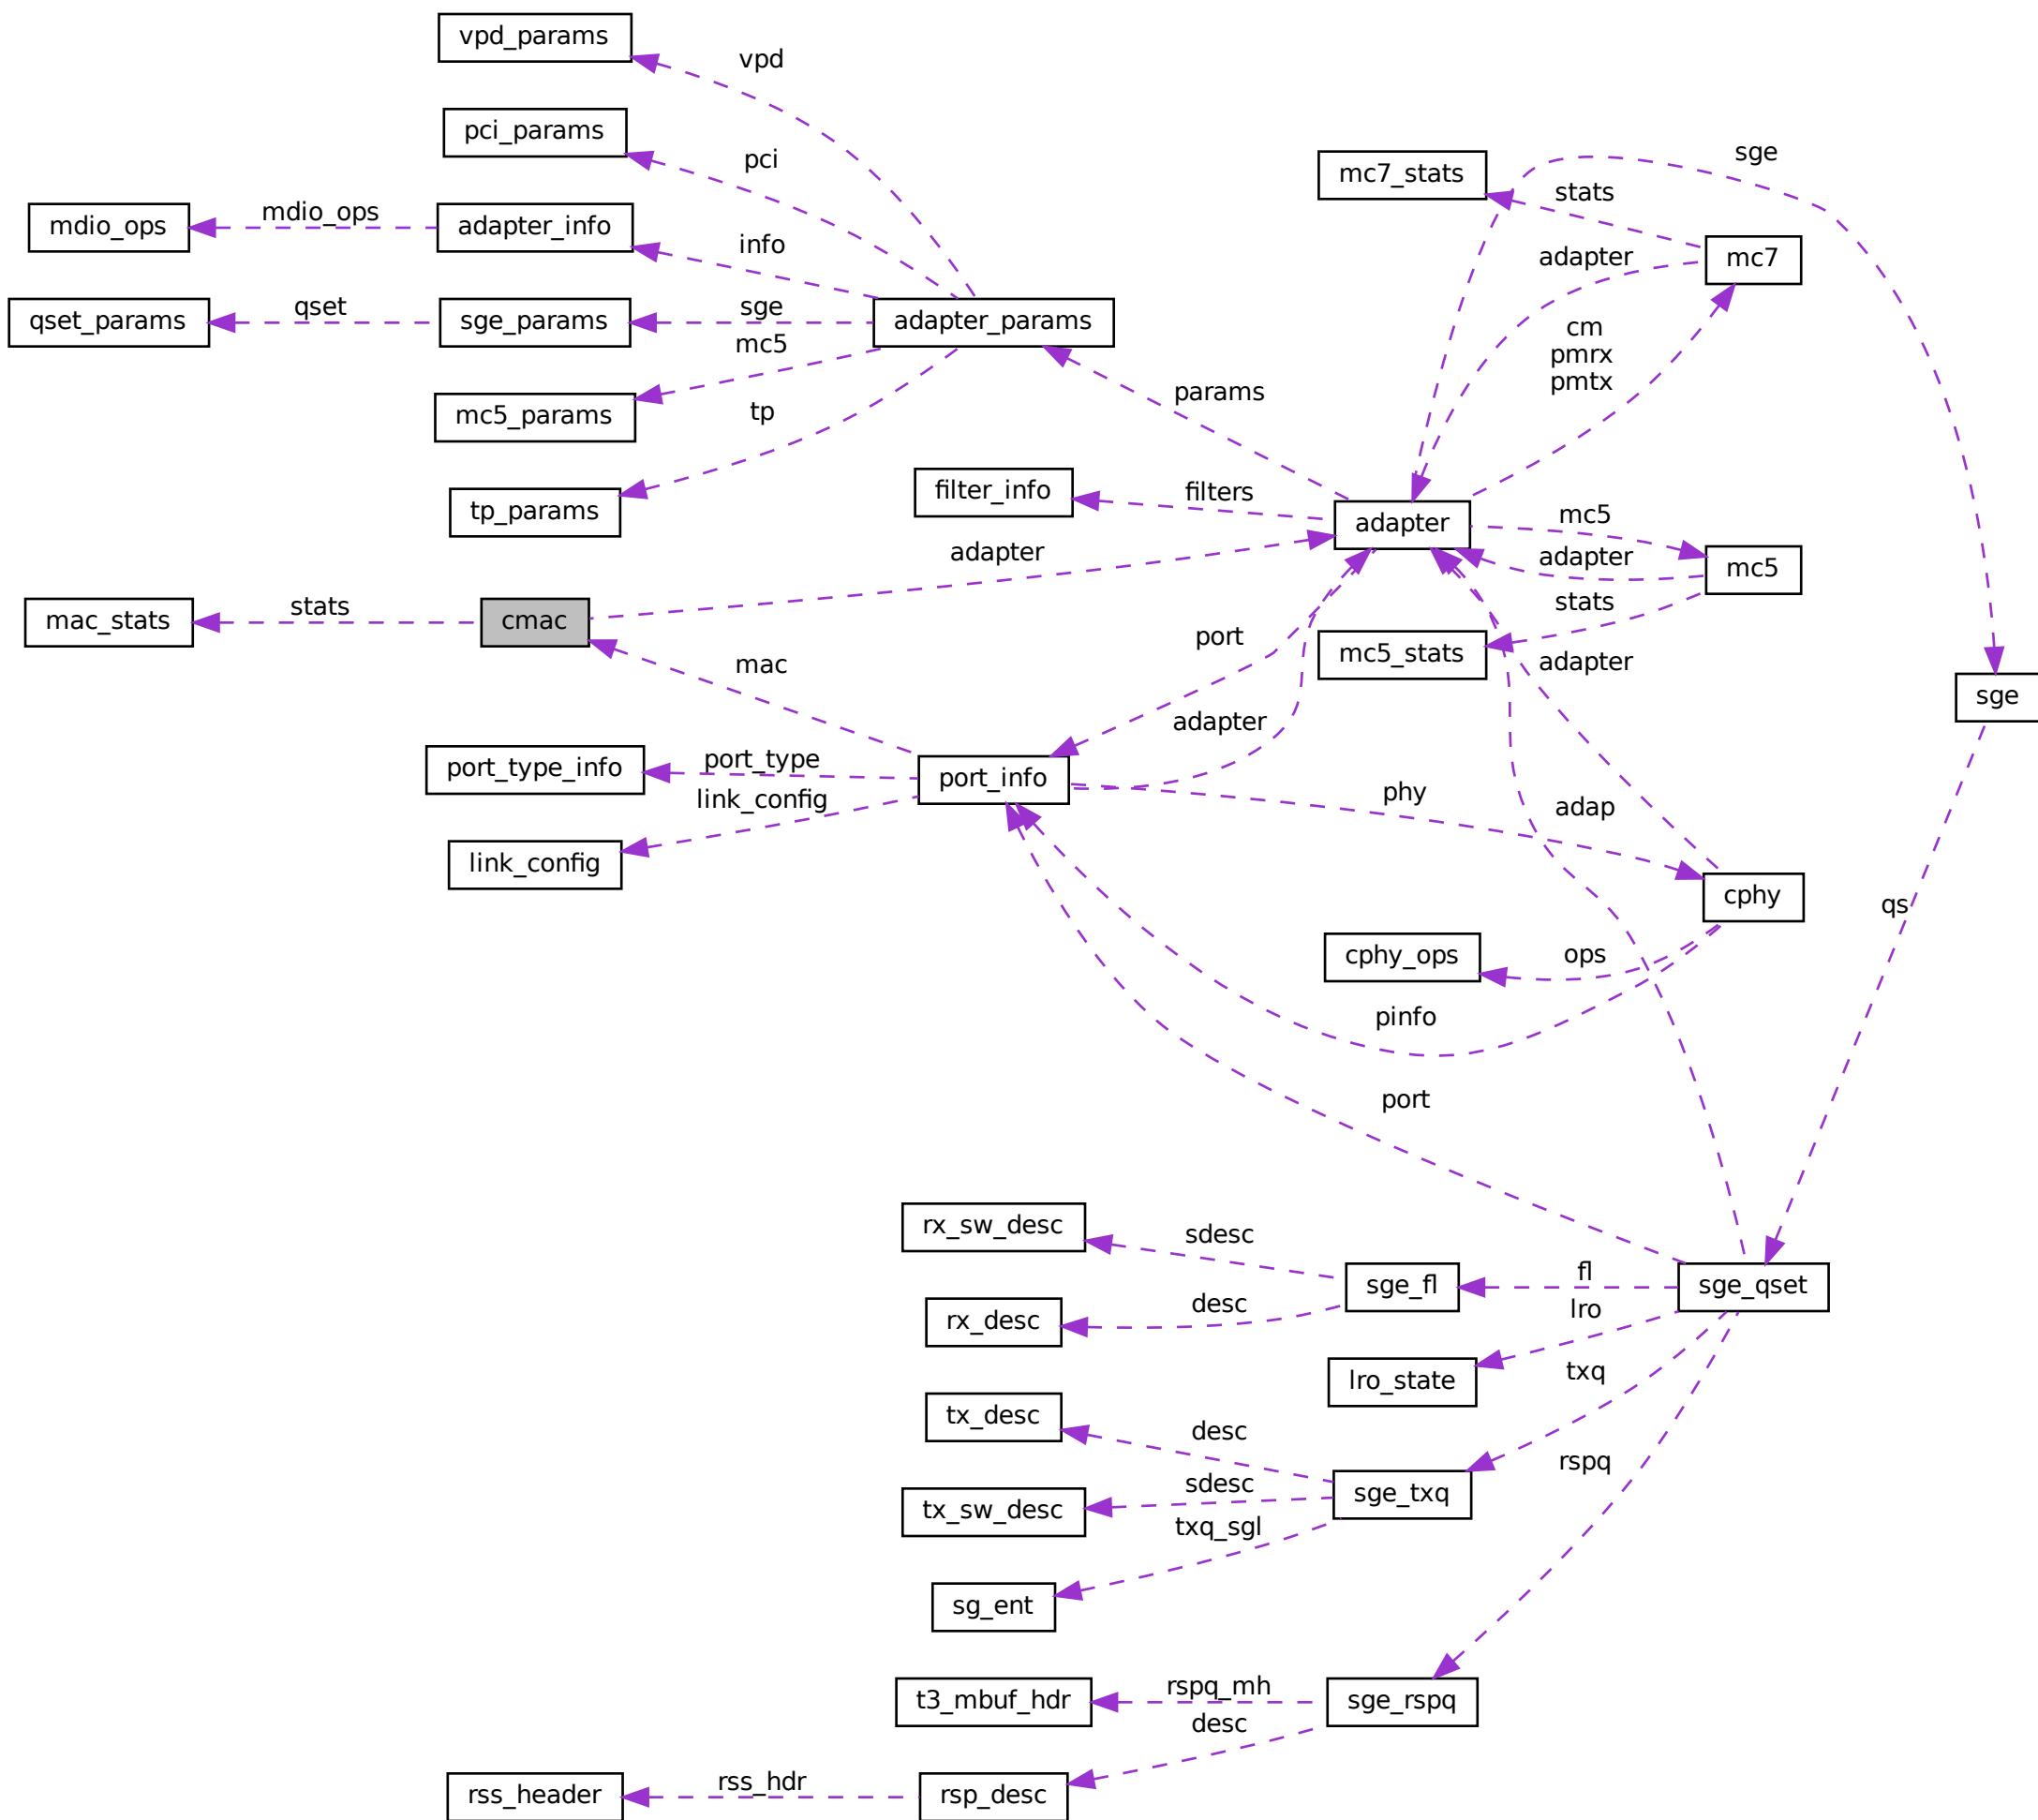 vpd_params
vpd
pci_params
pci
mc7_stats
sge
stats
mdio_ops
mdio_ops
adapter_info
info
adapter
mc7
qset_params
qset
sge_params
sge
adapter_params
mc5
cm
pmrx
pmtx
mc5_params
tp
params
tp_params
filter_info
filters
adapter
mc5
adapter
mc5
adapter
mac_stats
stats
cmac
stats
port
mc5_stats
adapter
mac
sge
adapter
port_type_info
port_type
link_config
port_info
phy
adap
link_config
cphy
qs
cphy_ops
ops
pinfo
port
rx_sw_desc
sdesc
sge_fl
fl
sge_qset
rx_desc
desc
lro
lro_state
txq
tx_desc
desc
rspq
tx_sw_desc
sdesc
sge_txq
txq_sgl
sg_ent
t3_mbuf_hdr
rspq_mh
sge_rspq
desc
rss_header
rss_hdr
rsp_desc